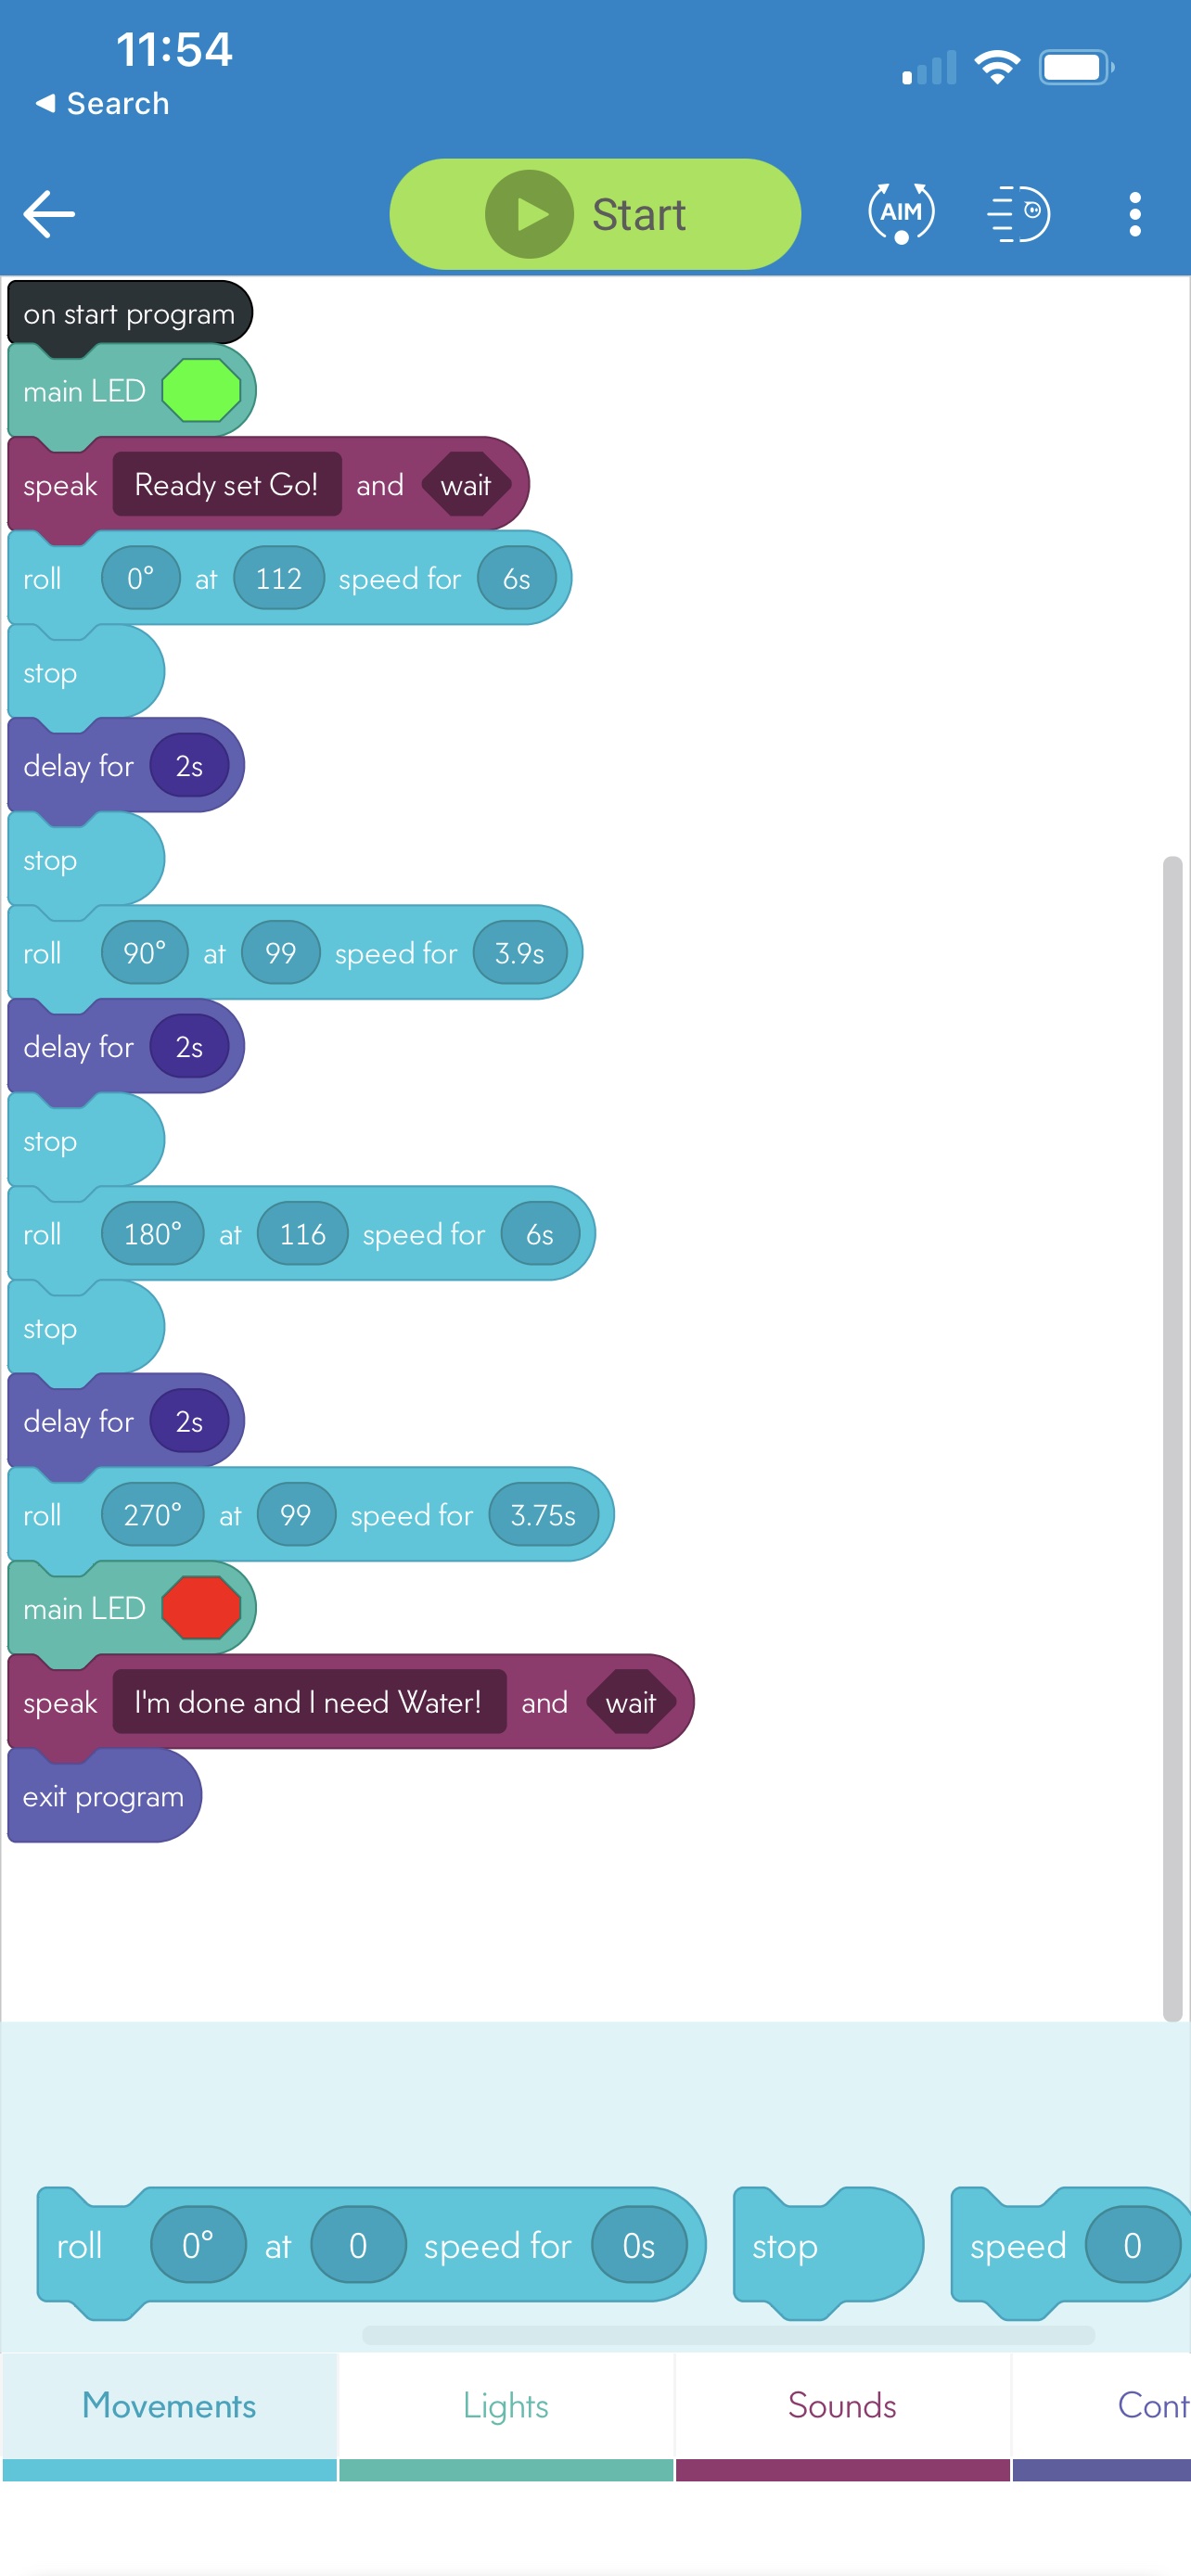 11:54
Search
Start
AIM
on start program
main LED
speak Ready set Go! and wait
roll 0° at 112 speed for 6s
stop
delay for 2s
stop
roll 90° at 99 speed for 3.9s
delay for 2s
stop
roll 180° at 116 speed for 6s
stop
delay for 2s
roll 270° at 99 speed for 3.75s
main LED
speak I'm done and I need Water! and wait
exit program
roll 0° at 0 speed for 0s stop speed 0
Movements Lights Sounds Cont